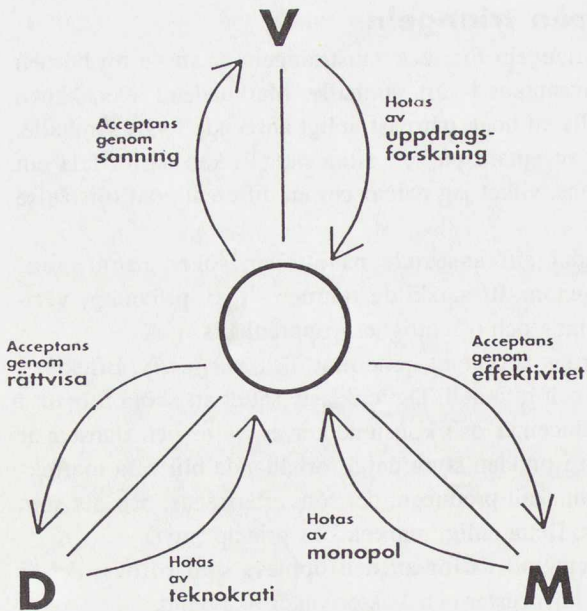 V
Acceptans
genom
sanning
Hotas
av
uppdrags-
forskning
Acceptans
genom
rättvisa
Acceptans
genom
effektivitet
Hotas
av
monopol
Hotas
av
teknokrati
D
M